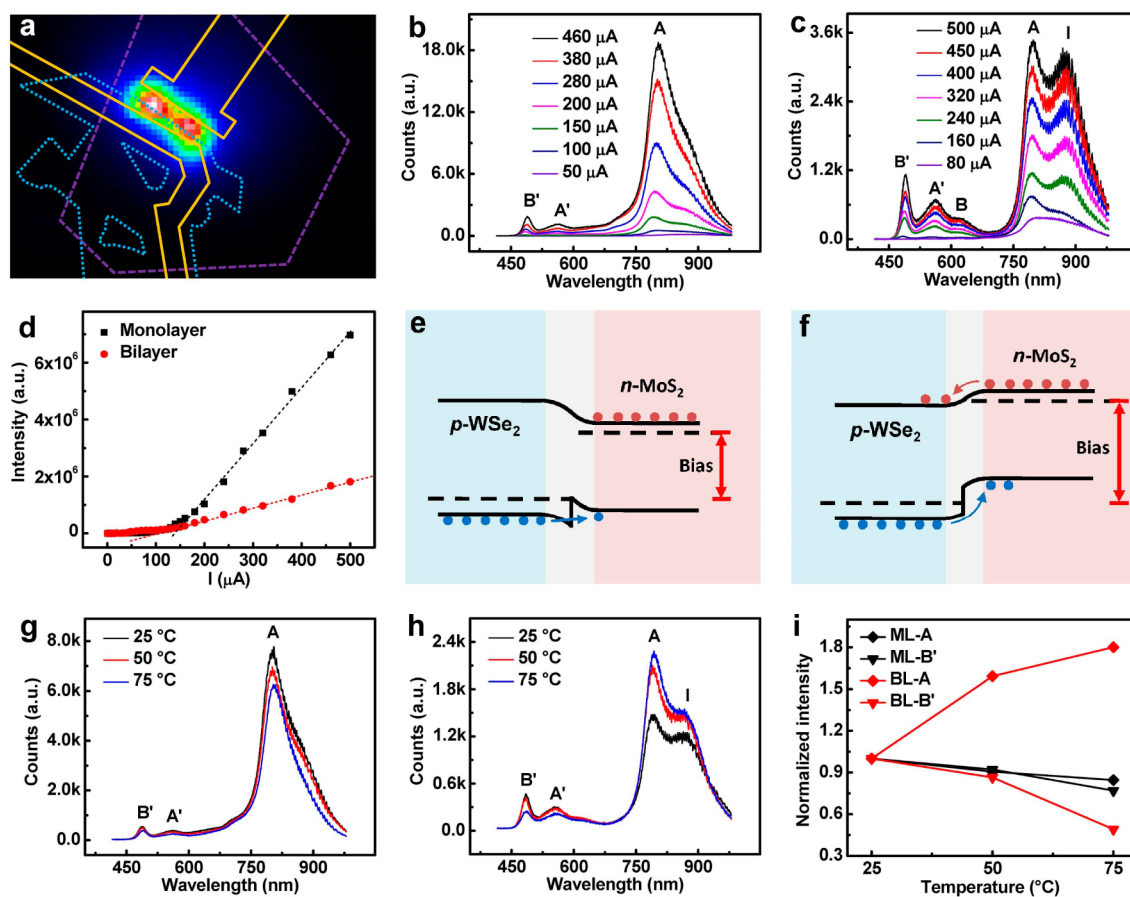 a
b
460 μA
380 μA
280 μA
200 μA
150 μA
100 μA
50 μA
A
B'
A'
18.0k
12.0k
6.0k
0.0
Counts (a.u.)
450 600 750 900
Wavelength (nm)
c
500 μA
450 μA
400 μA
320 μA
240 μA
160 μA
80 μA
A
I
B'
A'
B
3.6k
2.4k
1.2k
0.0
Counts (a.u.)
450 600 750 900
Wavelength (nm)
d
Monolayer
Bilayer
6x10⁶
4x10⁶
2x10⁶
0
Intensity (a.u.)
0 100 200 300 400 500
I (μA)
e
n-MoS₂
p-WSe₂
Bias
f
n-MoS₂
p-WSe₂
Bias
g
25 °C
50 °C
75 °C
A
B'
A'
8.0k
6.0k
4.0k
2.0k
0.0
Counts (a.u.)
450 600 750 900
Wavelength (nm)
h
25 °C
50 °C
75 °C
A
I
B'
A'
2.4k
1.8k
1.2k
0.6k
0.0
Counts (a.u.)
450 600 750 900
Wavelength (nm)
i
ML-A
ML-B'
BL-A
BL-B'
1.8
1.5
1.2
0.9
0.6
0.3
Normalized intensity
25 50 75
Temperature (°C)